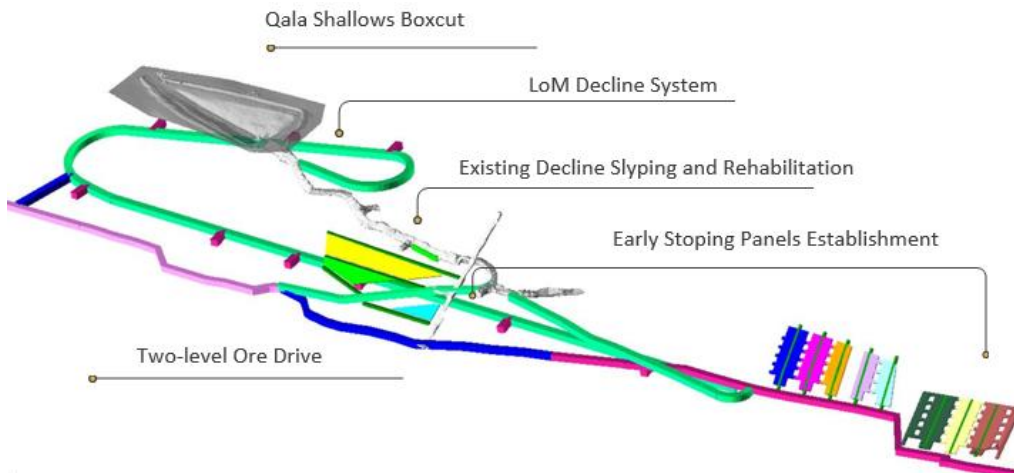 Qala Shallows Boxcut
LoM Decline System
Existing Decline Slyping and Rehabilitation
Early Stoping Panels Establishment
Two-level Ore Drive